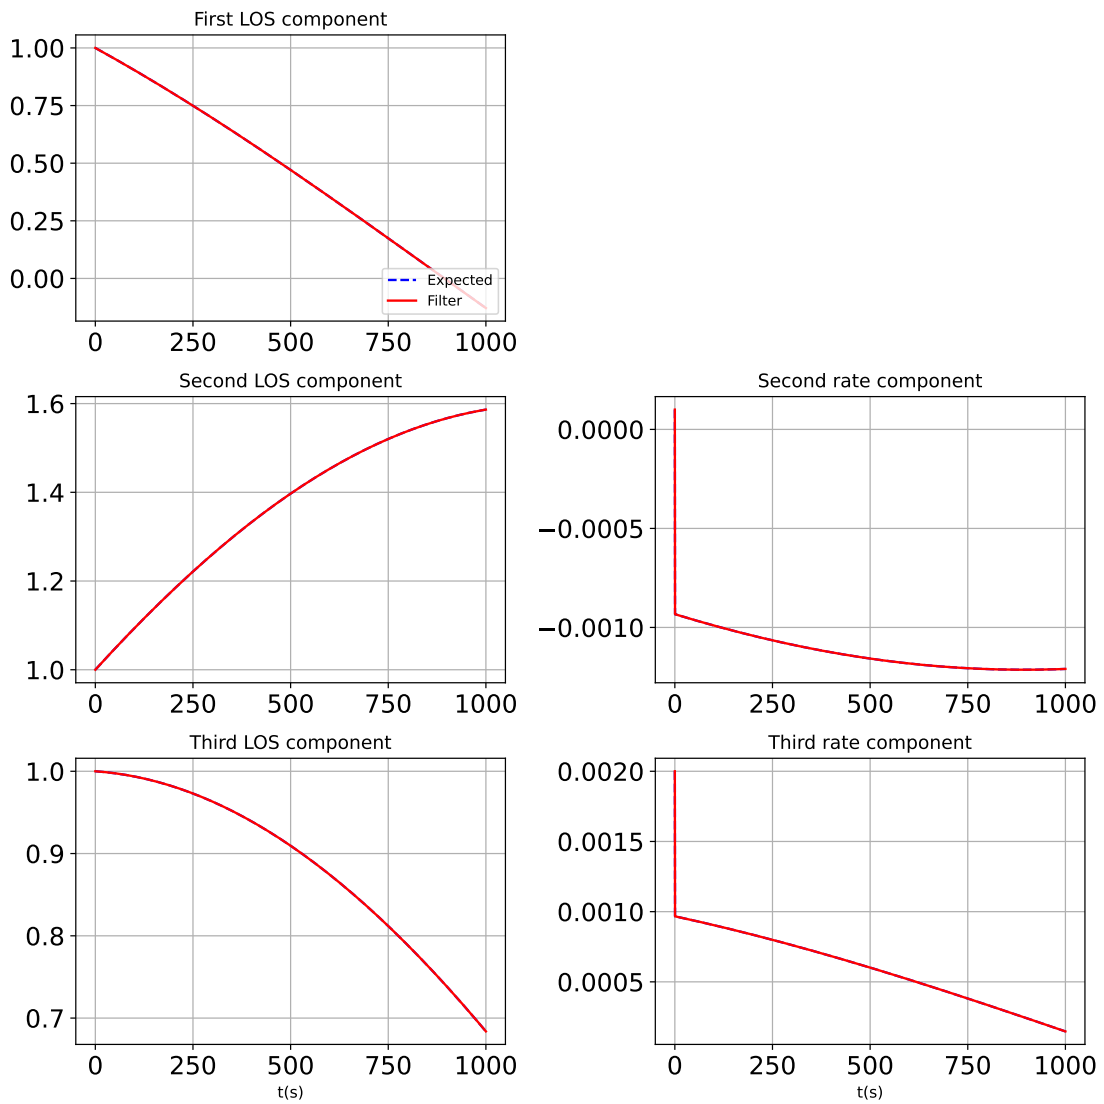 First LOS component
1.00
0.75
0.50
0.25
0.00
Expected
Filter
0 250 500 750 1000
Second LOS component
1.6
1.4
1.2
1.0
0 250 500 750 1000
Second rate component
0.0000
−0.0005
−0.0010
0 250 500 750 1000
Third LOS component
1.0
0.9
0.8
0.7
0 250 500 750 1000
t(s)
Third rate component
0.0020
0.0015
0.0010
0.0005
0 250 500 750 1000
t(s)